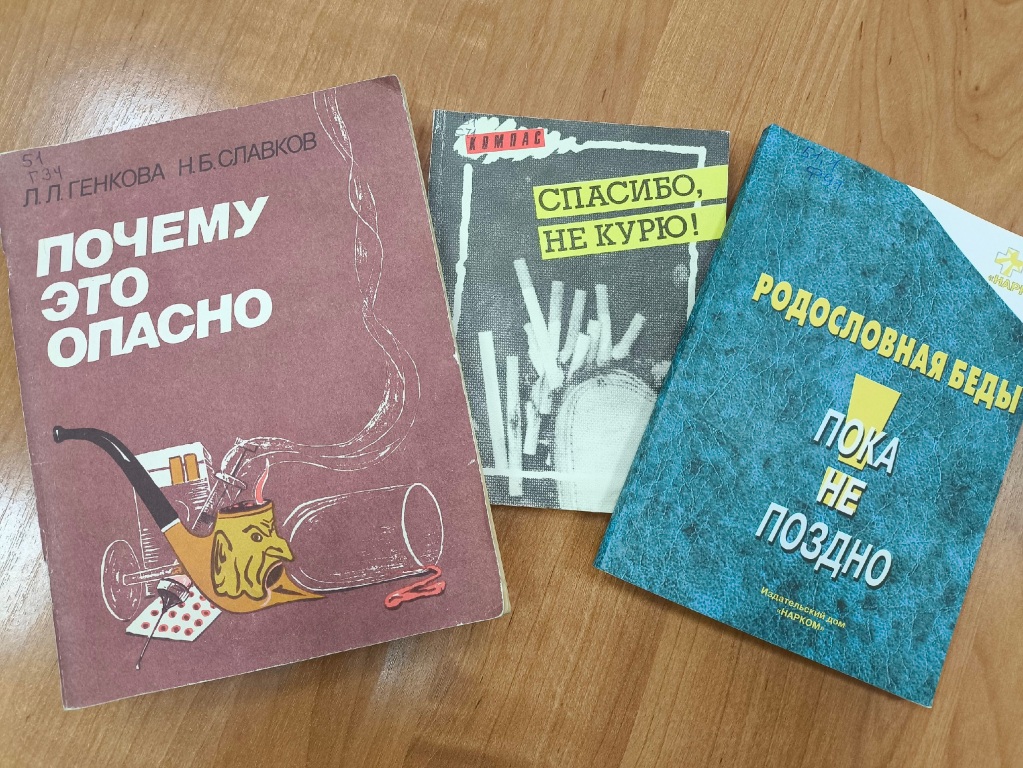 51
Г34
Л.Л. ГЕНКОВА Н.Б. СЛАВКОВ
ПОЧЕМУ
ЭТО
ОПАСНО
КОМПАС
СПАСИБО,
НЕ КУРЮ!
РОДОСЛОВНАЯ БЕДЫ
ПОКА
НЕ
ПОЗДНО
Издательский дом
«НАРКОМ»